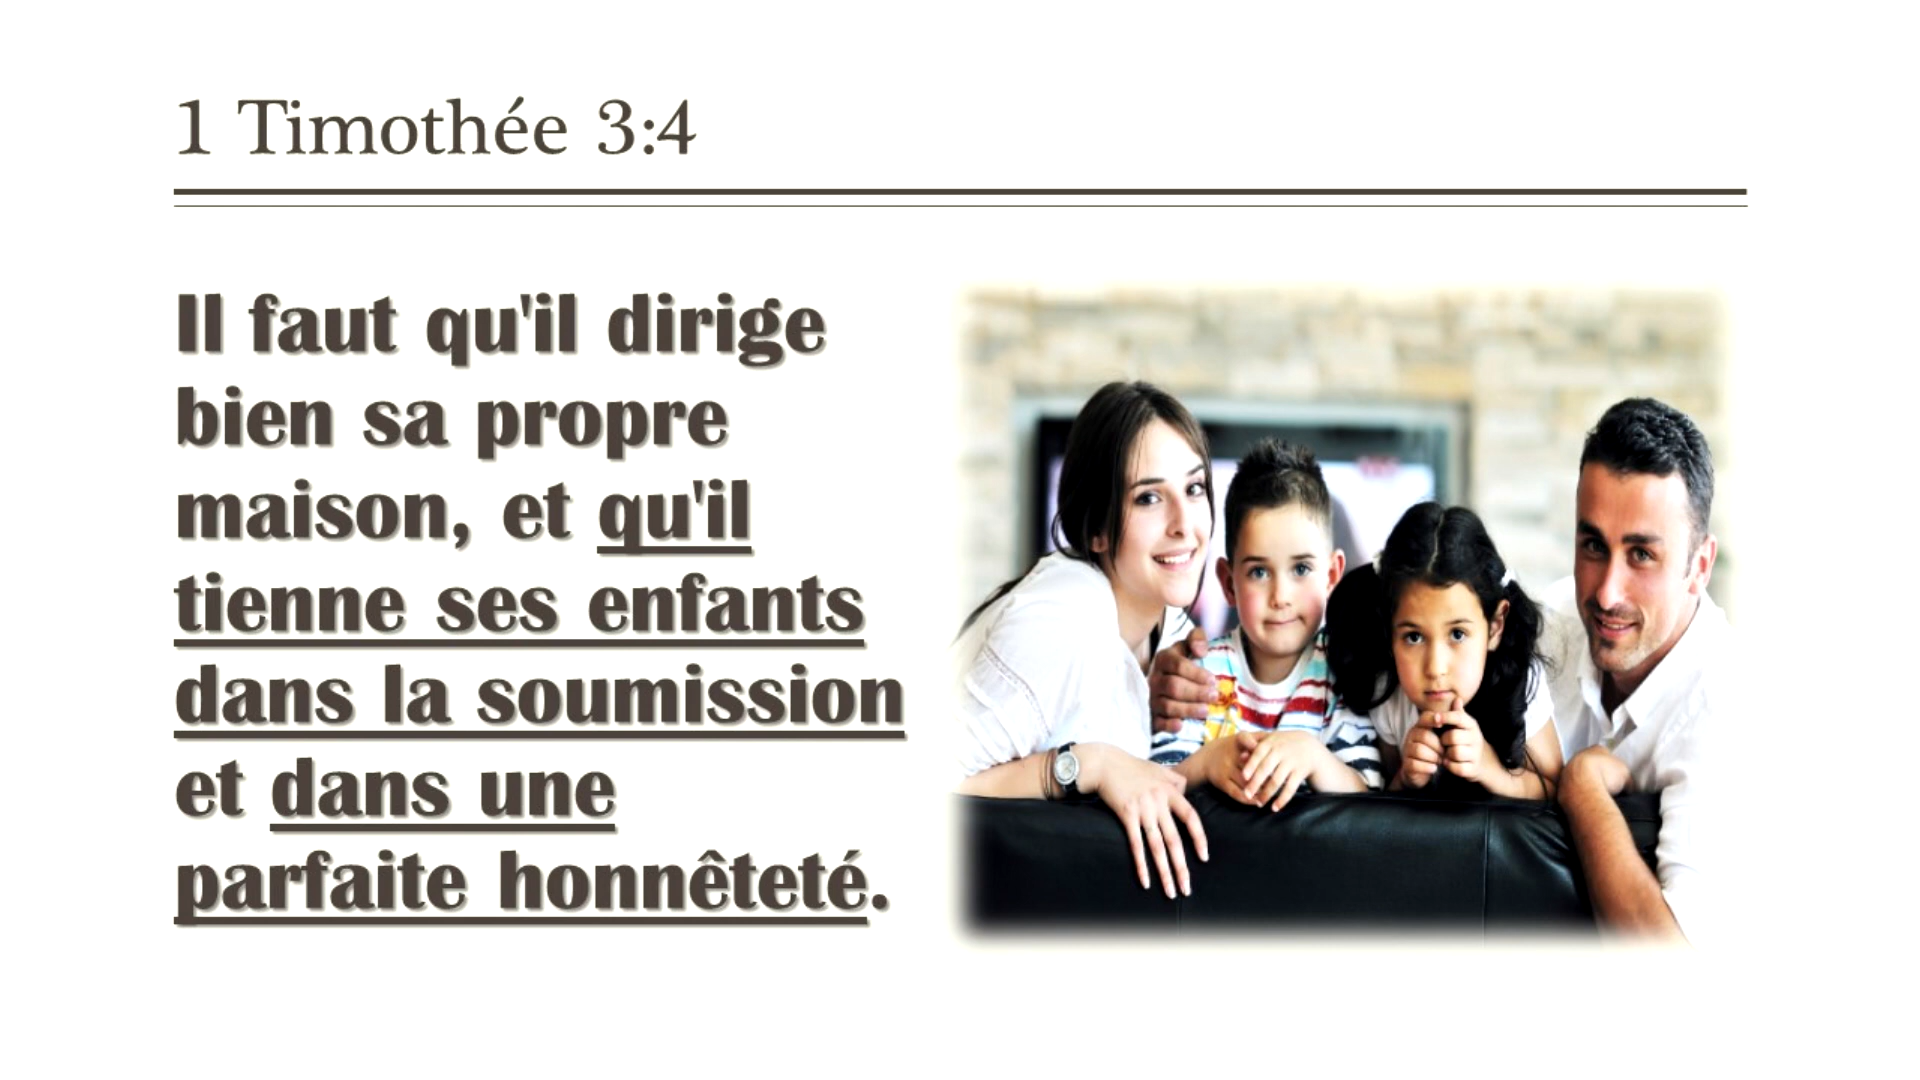 1 Timothée 3:4
Il faut qu'il dirige
bien sa propre
maison, et qu'il
tienne ses enfants
dans la soumission
et dans une
parfaite honnêteté.